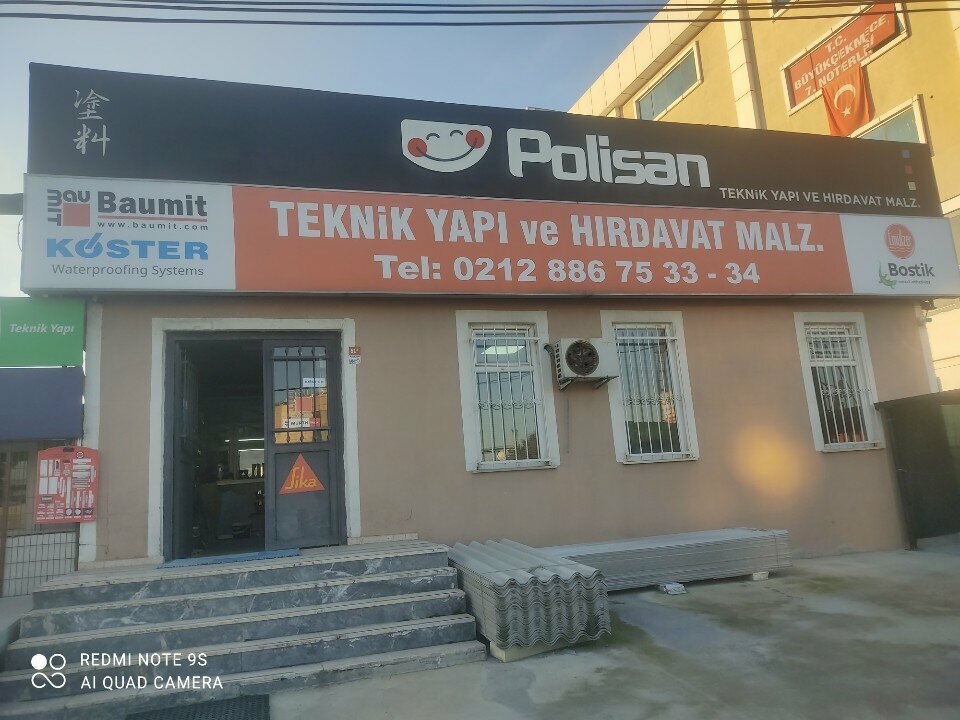 T.C.
BÜYÜKÇEKMECE
7. NOTERLİĞİ
塗料
Polisan
TEKNiK YAPI VE HIRDAVAT MALZ.
Baumit
www.baumit.com
KÖSTER
Waterproofing Systems
TEKNiK YAPI ve HIRDAVAT MALZ.
Tel: 0212 886 75 33 - 34
Bostik
Teknik Yapı
WÜRTH
Sika
REDMI NOTE 9S
AI QUAD CAMERA